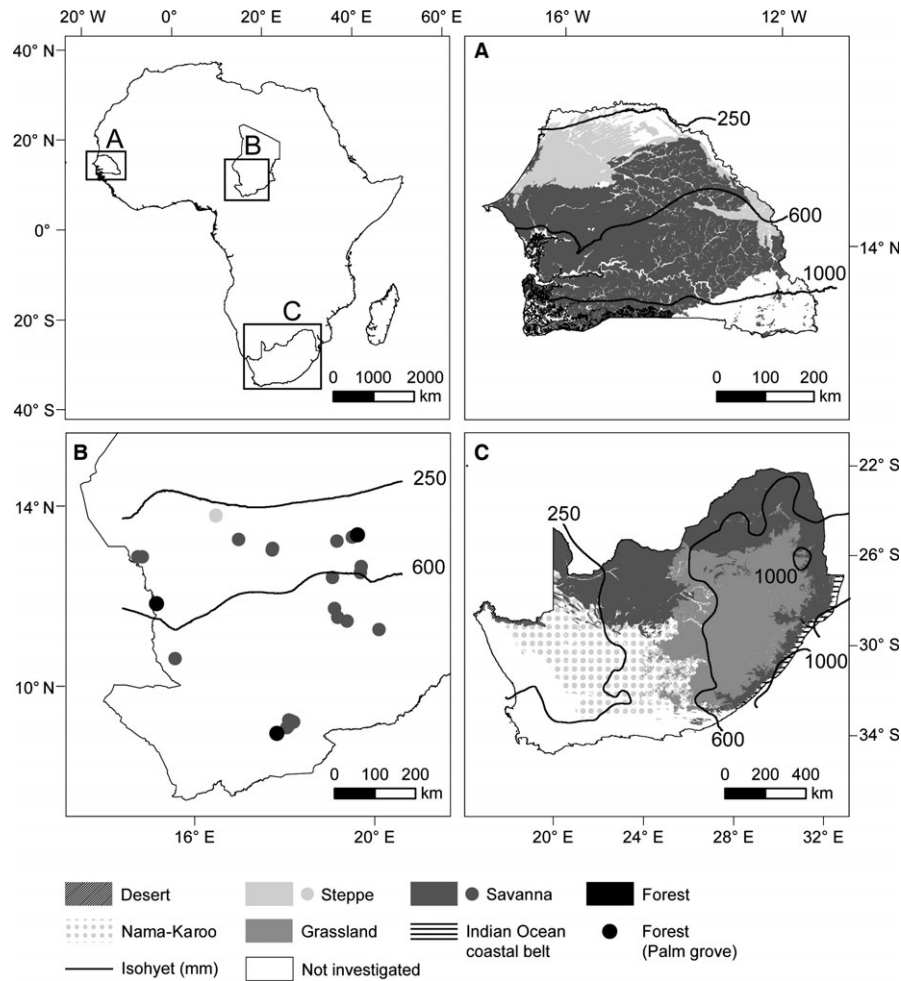 20° W 0° 20 E 40° E 60 E
16° W 12° W
40° N
20° N
0°
20° S
40° S
A
B
C
0 1000 2000
km
A
250
600
14° N
1000
0 100 200
km
B
250
14° N
600
10° N
0 100 200
km
16° E 20° E
C
22° S
250
26° S
1000
30° S
1000
600
34° S
0 200 400
km
20° E 24° E 28° E 32° E
Desert Steppe Savanna Forest
Nama-Karoo Grassland Indian Ocean Forest
coastal belt (Palm grove)
Isohyet (mm) Not investigated